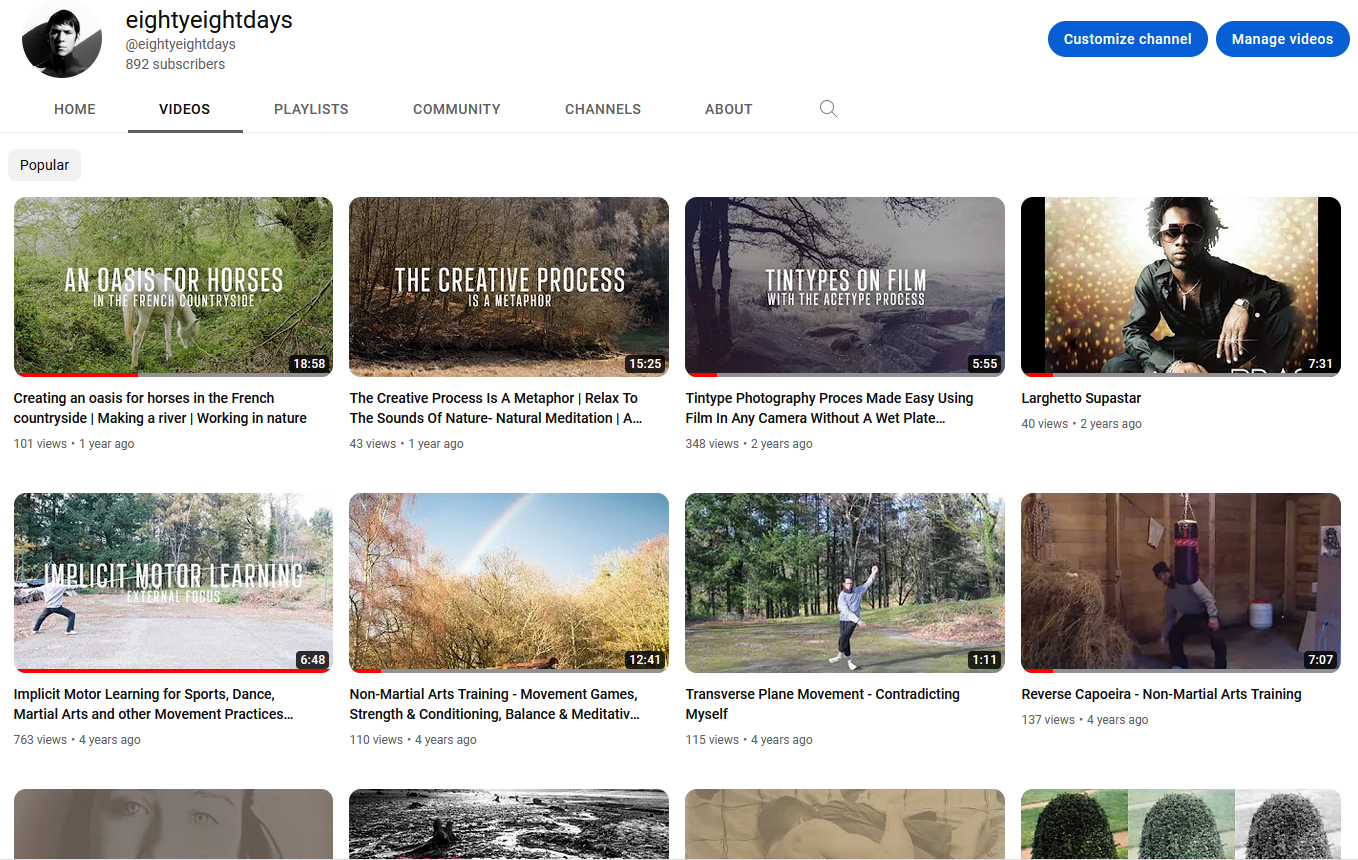 eightyeightdays
@eightyeightdays
892 subscribers
Customize channel
Manage videos
HOME
VIDEOS
PLAYLISTS
COMMUNITY
CHANNELS
ABOUT
Popular
AN OASIS FOR HORSES
IN THE FRENCH COUNTRYSIDE
18:58
THE CREATIVE PROCESS
IS A METAPHOR
15:25
TINTYPES ON FILM
WITH THE ACETYPE PROCESS
5:55
7:31
Creating an oasis for horses in the French
countryside | Making a river | Working in nature
101 views • 1 year ago
The Creative Process Is A Metaphor | Relax To
The Sounds Of Nature- Natural Meditation | A...
43 views • 1 year ago
Tintype Photography Proces Made Easy Using
Film In Any Camera Without A Wet Plate...
348 views • 2 years ago
Larghetto Supastar
40 views • 2 years ago
IMPLICIT MOTOR LEARNING
EXTERNAL FOCUS
6:48
12:41
1:11
7:07
Implicit Motor Learning for Sports, Dance,
Martial Arts and other Movement Practices...
763 views • 4 years ago
Non-Martial Arts Training - Movement Games,
Strength & Conditioning, Balance & Meditativ...
110 views • 4 years ago
Transverse Plane Movement - Contradicting
Myself
115 views • 4 years ago
Reverse Capoeira - Non-Martial Arts Training
137 views • 4 years ago